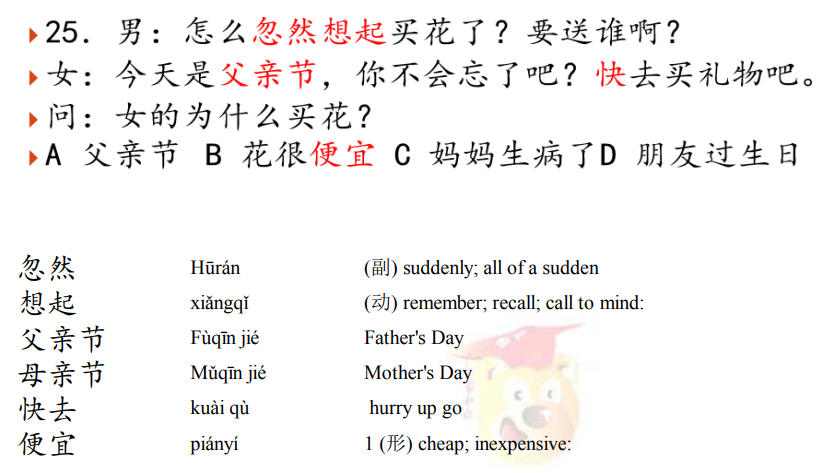 25．男：怎么忽然想起买花了？要送谁啊？
女：今天是父亲节，你不会忘了吧？快去买礼物吧。
问：女的为什么买花？
A 父亲节 B 花很便宜 C 妈妈生病了D 朋友过生日
忽然 Hūrán (副) suddenly; all of a sudden
想起 xiǎngqǐ (动) remember; recall; call to mind:
父亲节 Fùqīn jié Father's Day
母亲节 Mǔqīn jié Mother's Day
快去 kuài qù hurry up go
便宜 piányí 1 (形) cheap; inexpensive: